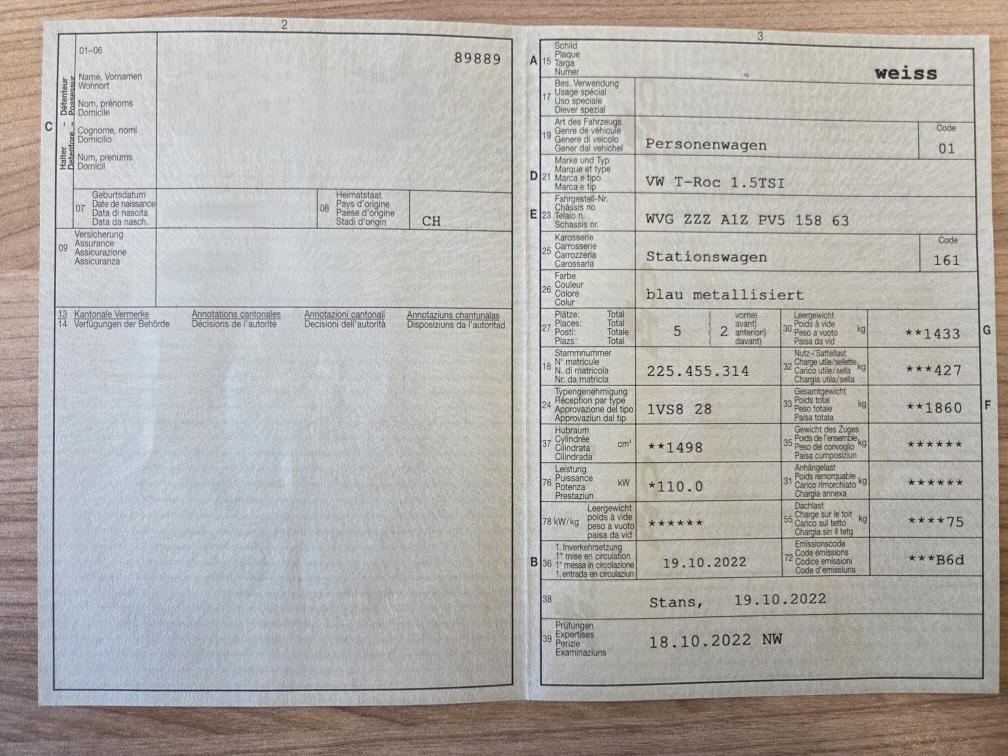 2
01-06
89889
C
Halter - Détenteur
Detentore - Possessur
Name, Vornamen
Wohnort
Nom, prénoms
Domicile
Cognome, nomi
Domicilio
Num, prenums
Domicil
07
Geburtsdatum
Date de naissance
Data di nascita
Data da nasch.
08
Heimatstaat
Pays d'origine
Paese d'origine
Stadi d'origin
CH
09
Versicherung
Assurance
Assicurazione
Assicuranza
13 Kantonale Vermerke Annotations cantonales Annotazioni cantonali Annotaziuns chantunalas
14 Verfügungen der Behörde Décisions de l'autorité Decisioni dell'autorità Disposiziuns da l'autoritad
3
A 15
Schild
Plaque
Targa
Numer
weiss
17
Bes. Verwendung
Usage spécial
Uso speciale
Diever spezial
19
Art des Fahrzeugs
Genre de véhicule
Genere di veicolo
Gener dal vehichel
Personenwagen
Code
01
D 21
Marke und Typ
Marque et type
Marca e tipo
Marca e tip
VW T-Roc 1.5TSI
E 23
Fahrgestell-Nr.
Châssis no
Telaio n.
Schassis nr.
WVG ZZZ A1Z PV5 158 63
25
Karosserie
Carrosserie
Carrozzeria
Carossaria
Stationswagen
Code
161
26
Farbe
Couleur
Colore
Colur
blau metallisiert
27
Plätze: Total
Places: Total
Posti: Totale
Plazs: Total
5
2
vorne)
avant)
anteriori)
davant)
30
Leergewicht
Poids à vide
Peso a vuoto
Paisa da vid
kg
**1433
G
18
Stammnummer
N° matricule
N. di matricola
Nr. da matricla
225.455.314
32
Nutz-/Sattellast
Charge utile/sellette
Carico utile/sella
Chargia utila/sella
kg
***427
24
Typengenehmigung
Réception par type
Approvazione del tipo
Approvaziun dal tip
1VS8 28
33
Gesamtgewicht
Poids total
Peso totale
Paisa totala
kg
**1860
F
37
Hubraum
Cylindrée
Cilindrata
Cilindrada
cm³
**1498
35
Gewicht des Zuges
Poids de l'ensemble
Peso del convoglio
Paisa cumposiziun
kg
******
76
Leistung
Puissance
Potenza
Prestaziun
kW
*110.0
31
Anhängelast
Poids remorquable
Carico rimorchiato
Chargia annexa
kg
******
78 kW/kg
Leergewicht
poids à vide
peso a vuoto
paisa da vid
******
55
Dachlast
Charge sur le toit
Carico sul tetto
Chargia sin il tetg
kg
****75
B 36
1. Inverkehrsetzung
1re mise en circulation
1a messa in circolazione
1. entrada en circulaziun
19.10.2022
72
Emissionscode
Code émissions
Codice emissioni
Code d'emissiuns
***B6d
38
Stans, 19.10.2022
39
Prüfungen
Expertises
Perizie
Examinaziuns
18.10.2022 NW